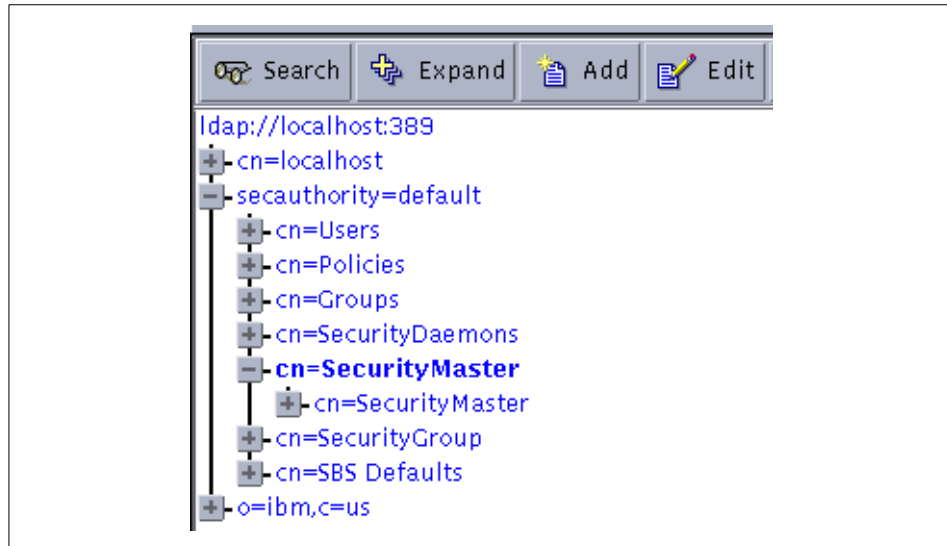 Search Expand Add Edit
ldap://localhost:389
cn=localhost
secauthority=default
cn=Users
cn=Policies
cn=Groups
cn=SecurityDaemons
cn=SecurityMaster
cn=SecurityMaster
cn=SecurityGroup
cn=SBS Defaults
o=ibm,c=us